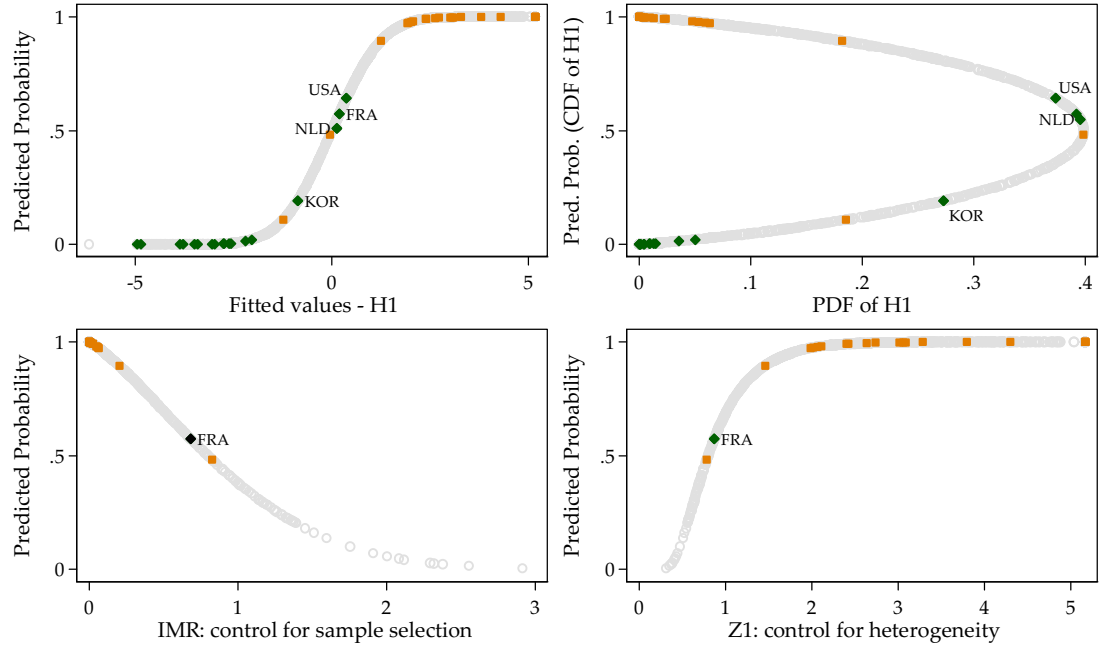 Predicted Probability
1
.5
0
USA
FRA
NLD
KOR
-5
0
5
Fitted values - H1
Pred. Prob. (CDF of H1)
1
.5
0
USA
NLD
KOR
0
.1
.2
.3
.4
PDF of H1
Predicted Probability
1
.5
0
FRA
0
1
2
3
IMR: control for sample selection
Predicted Probability
1
.5
0
FRA
0
1
2
3
4
5
Z1: control for heterogeneity